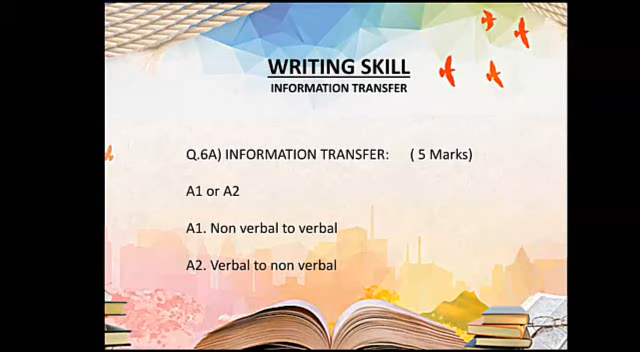 WRITING SKILL
INFORMATION TRANSFER
Q.6A) INFORMATION TRANSFER: ( 5 Marks)
A1 or A2
A1. Non verbal to verbal
A2. Verbal to non verbal